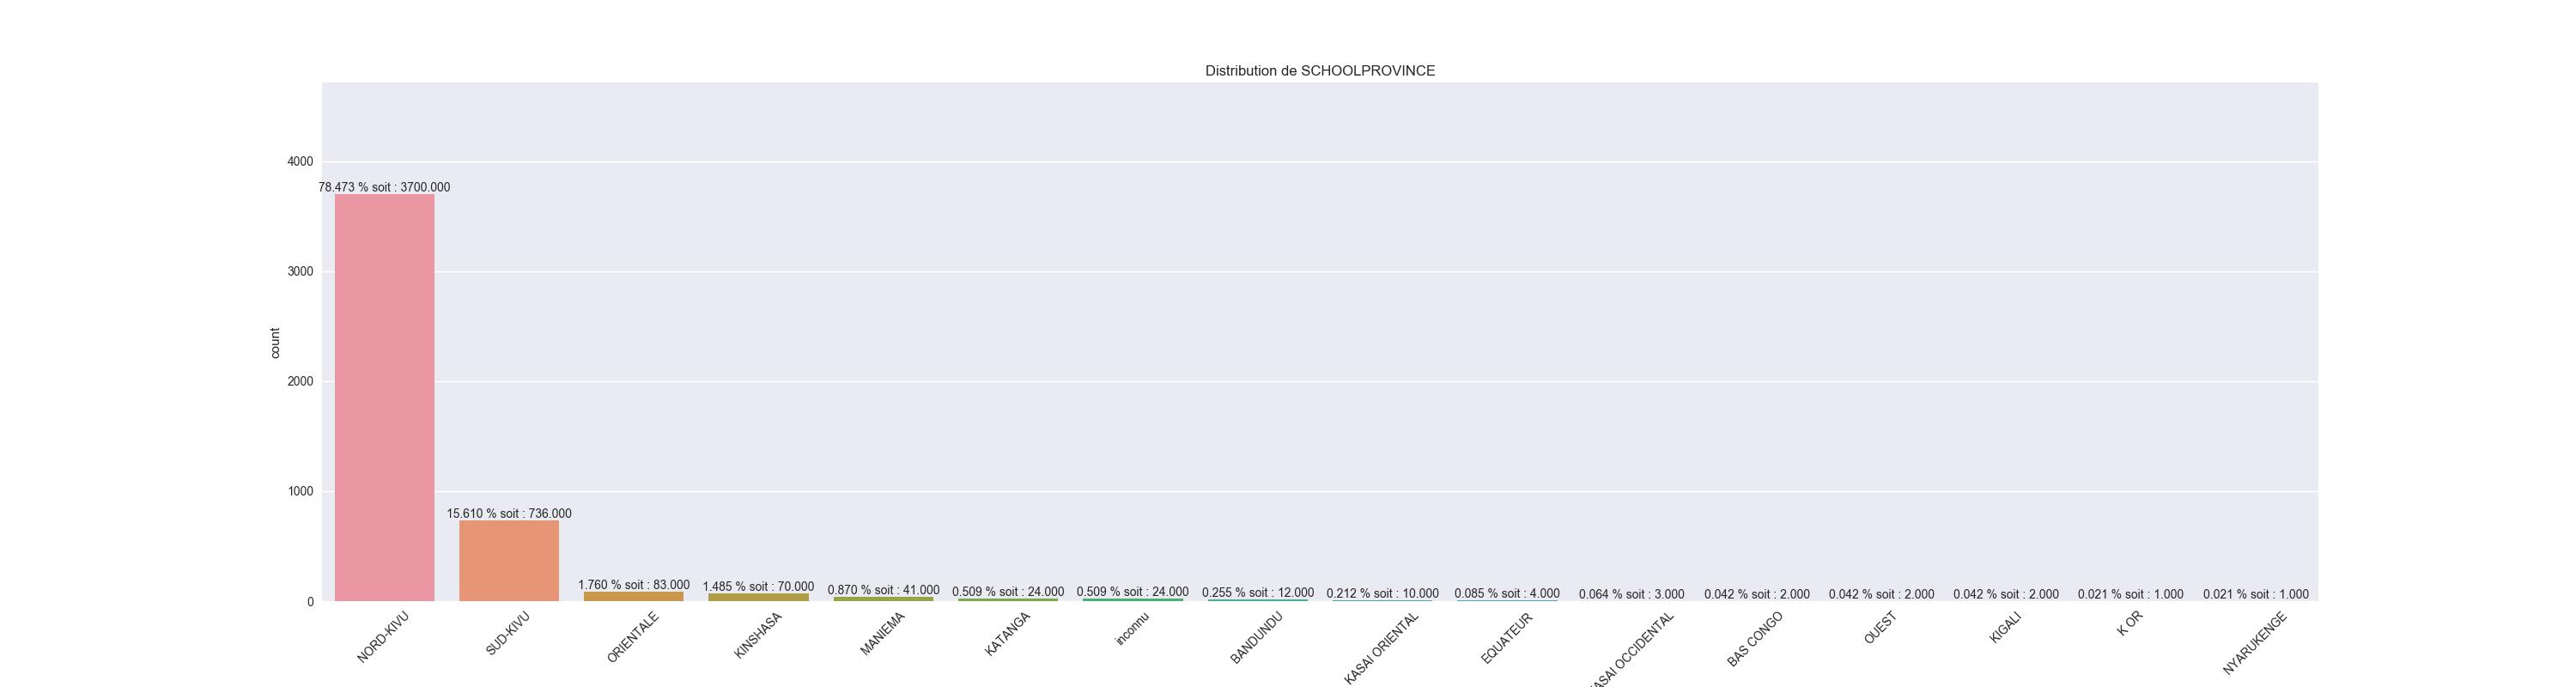 Distribution de SCHOOLPROVINCE
4000
3000
2000
1000
0
count
78.473 % soit : 3700.000
15.610 % soit : 736.000
1.760 % soit : 83.000
1.485 % soit : 70.000
0.870 % soit : 41.000
0.509 % soit : 24.000
0.509 % soit : 24.000
0.255 % soit : 12.000
0.212 % soit : 10.000
0.085 % soit : 4.000
0.064 % soit : 3.000
0.042 % soit : 2.000
0.042 % soit : 2.000
0.042 % soit : 2.000
0.021 % soit : 1.000
0.021 % soit : 1.000
NORD-KIVU
SUD-KIVU
ORIENTALE
KINSHASA
MANIEMA
KATANGA
inconnu
BANDUNDU
KASAI ORIENTAL
EQUATEUR
KASAI OCCIDENTAL
BAS CONGO
OUEST
KIGALI
K OR
NYARUKENGE